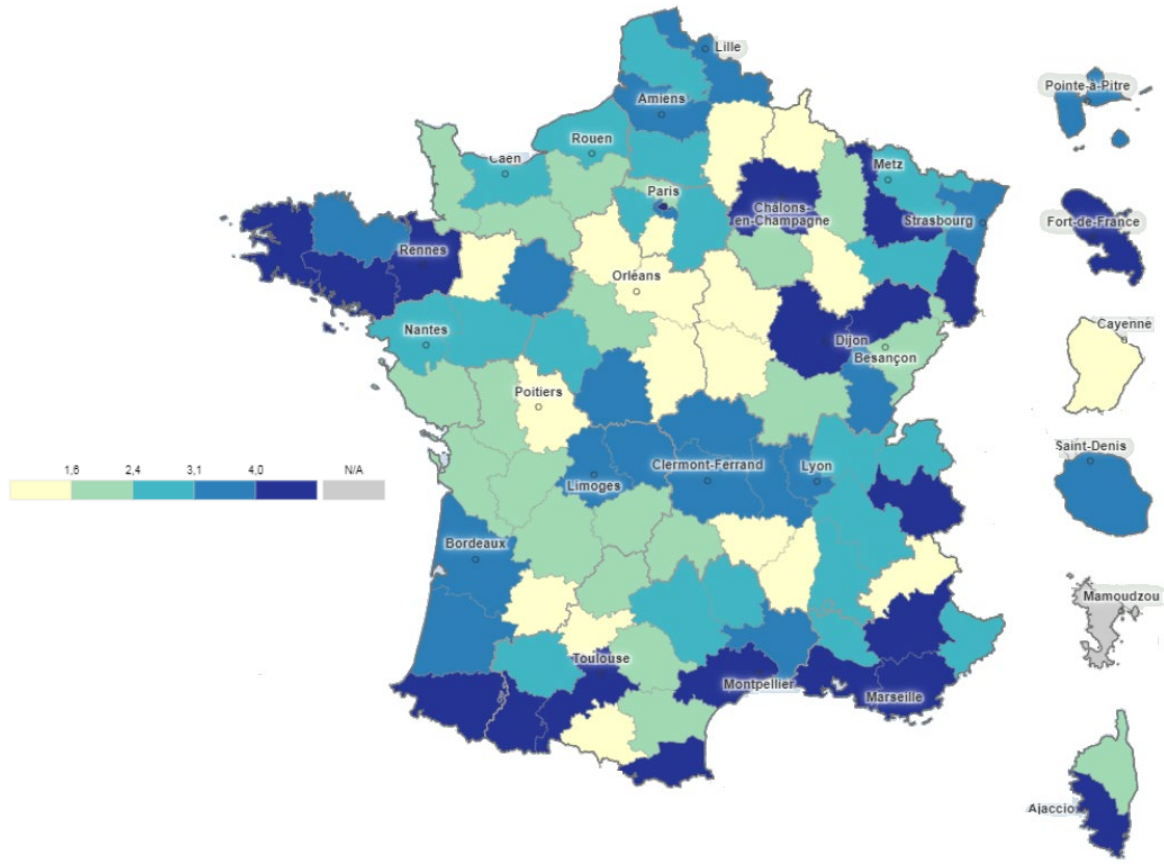 Lille
Pointe-à-Pitre
Amiens
Rouen
Caen
Metz
Paris
Châlons-
en-Champagne
Strasbourg
Fort-de-France
Rennes
Orléans
Nantes
Dijon
Besançon
Cayenne
Poitiers
Saint-Denis
1,6 2,4 3,1 4,0 N/A
Clermont-Ferrand
Lyon
Limoges
Bordeaux
Mamoudzou
Toulouse
Montpellier
Marseille
Ajaccio